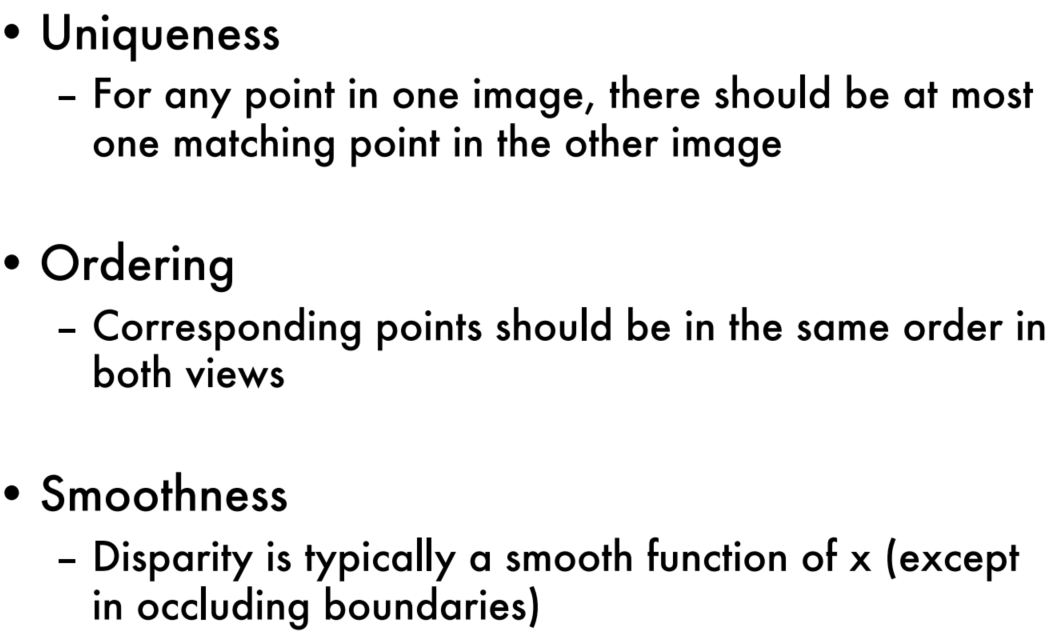 • Uniqueness
– For any point in one image, there should be at most
one matching point in the other image
• Ordering
– Corresponding points should be in the same order in
both views
• Smoothness
– Disparity is typically a smooth function of x (except
in occluding boundaries)